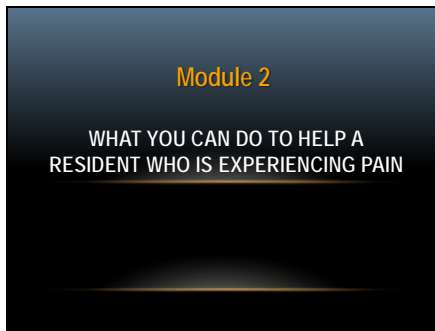 Module 2
WHAT YOU CAN DO TO HELP A
RESIDENT WHO IS EXPERIENCING PAIN